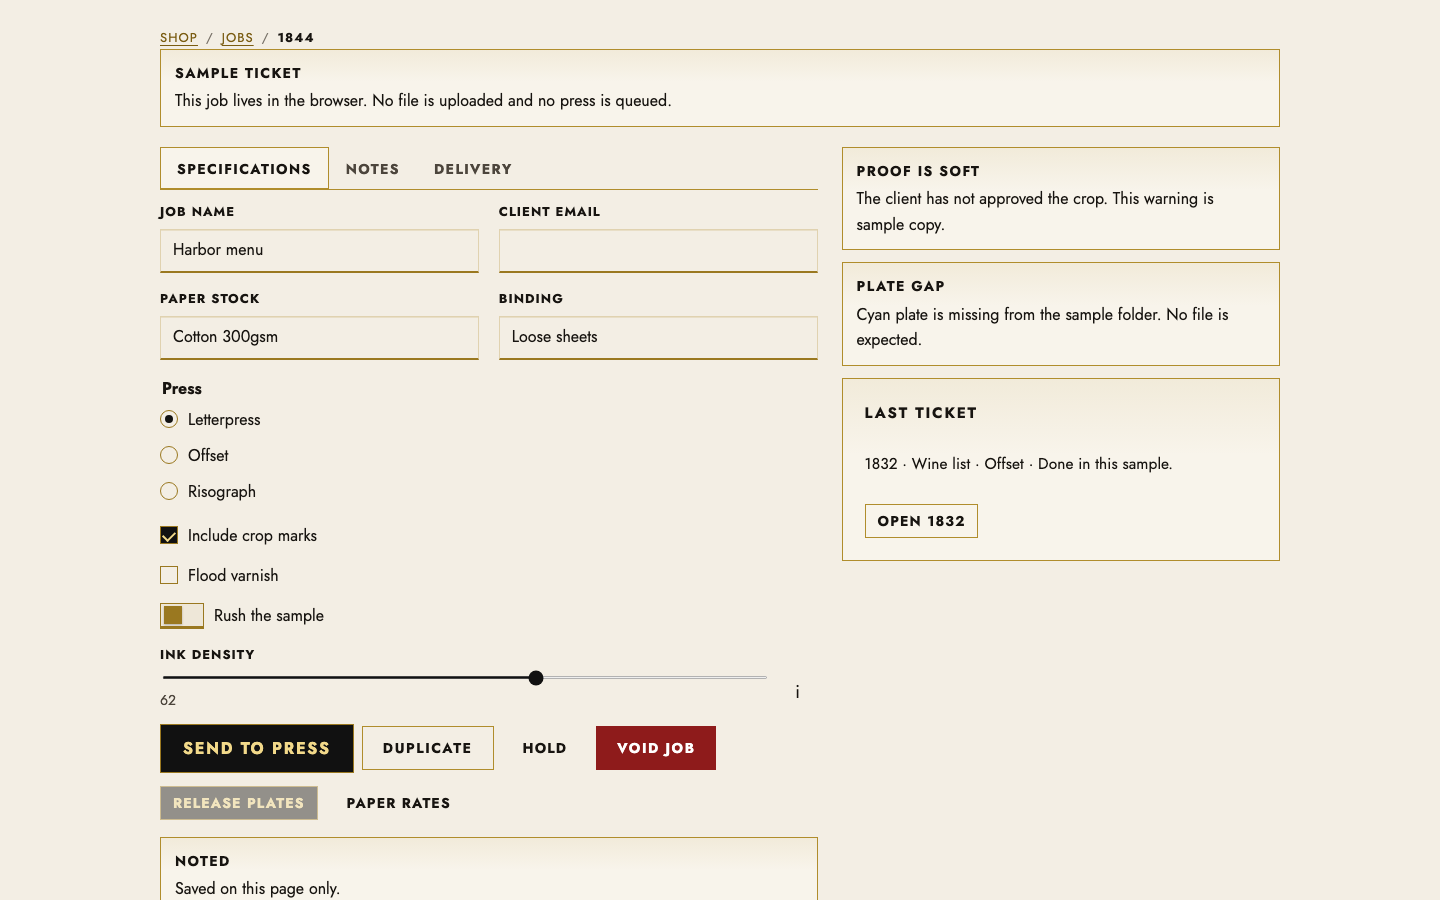 SHOP / JOBS / 1844
SAMPLE TICKET
This job lives in the browser. No file is uploaded and no press is queued.
SPECIFICATIONS NOTES DELIVERY
JOB NAME CLIENT EMAIL
Harbor menu
PAPER STOCK BINDING
Cotton 300gsm Loose sheets
Press
Letterpress
Offset
Risograph
Include crop marks
Flood varnish
Rush the sample
INK DENSITY
62
i
SEND TO PRESS DUPLICATE HOLD VOID JOB
RELEASE PLATES PAPER RATES
NOTED
Saved on this page only.
PROOF IS SOFT
The client has not approved the crop. This warning is
sample copy.
PLATE GAP
Cyan plate is missing from the sample folder. No file is
expected.
LAST TICKET
1832 · Wine list · Offset · Done in this sample.
OPEN 1832